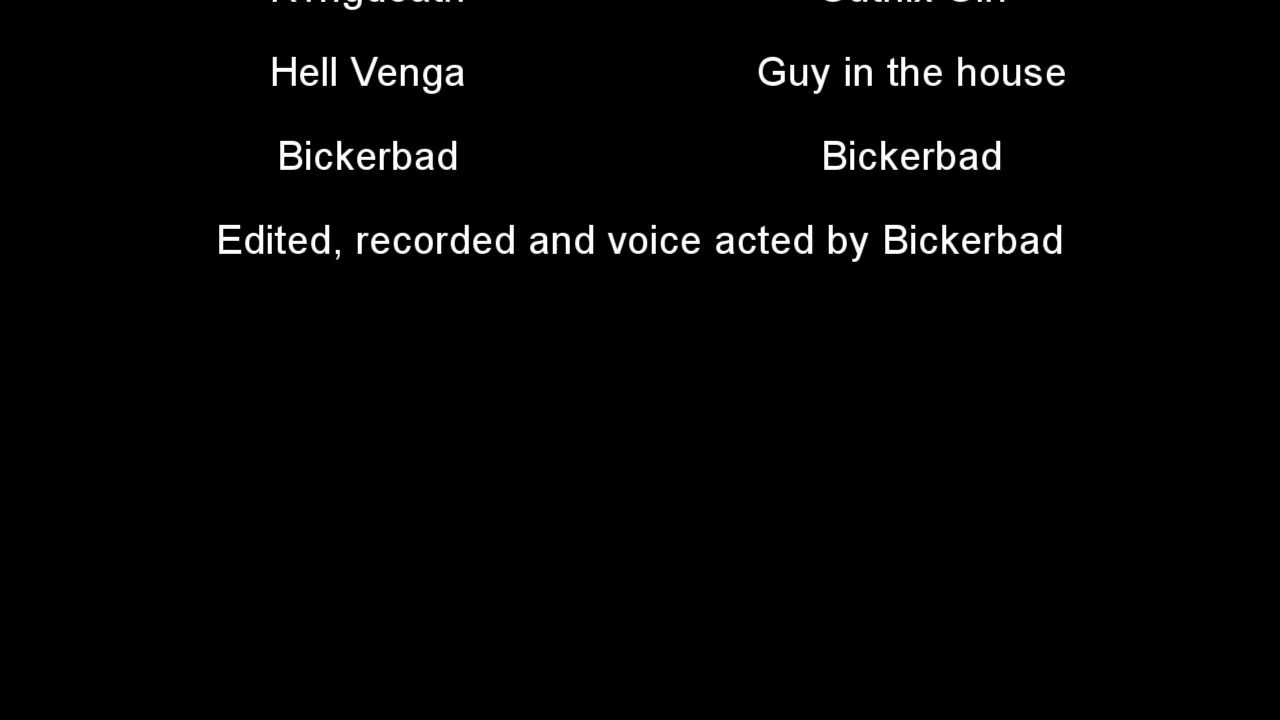 Hell Venga Guy in the house
Bickerbad Bickerbad
Edited, recorded and voice acted by Bickerbad